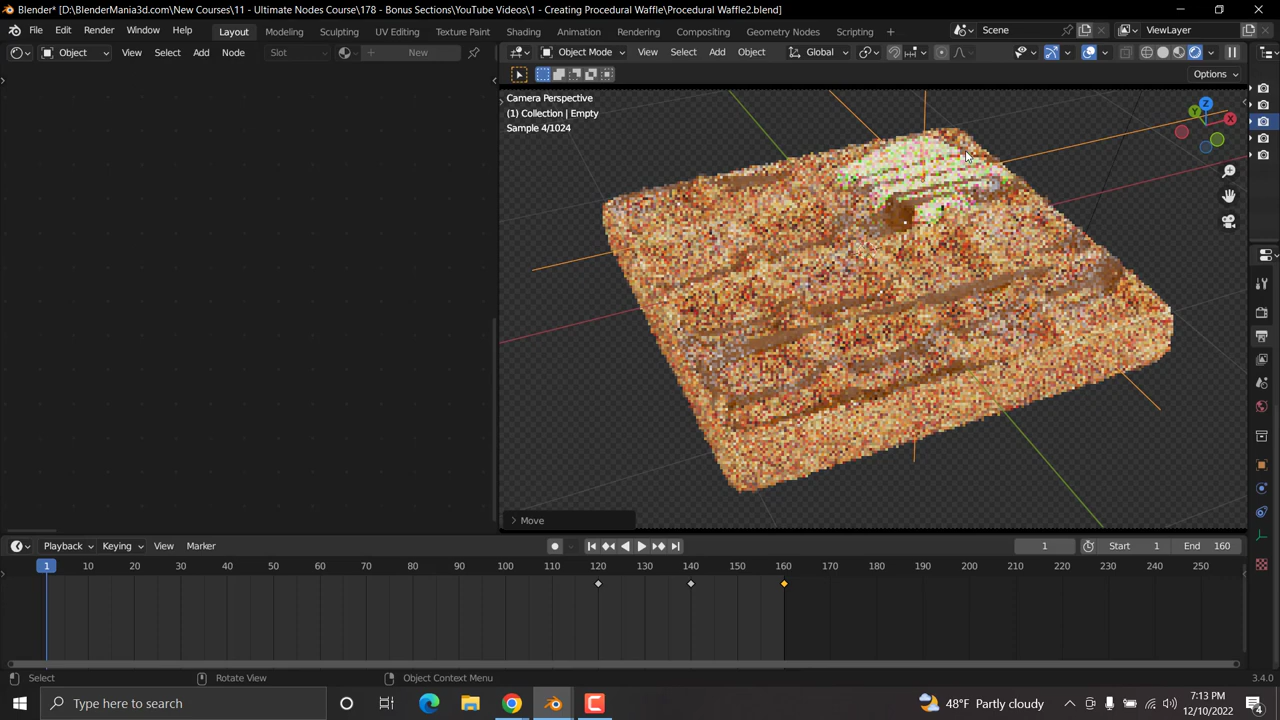 Blender* [D:\BlenderMania3d.com\New Courses\11 - Ultimate Nodes Course\178 - Bonus Sections\YouTube Videos\1 - Creating Procedural Waffle\Procedural Waffle2.blend]
File Edit Render Window Help Layout Modeling Sculpting UV Editing Texture Paint Shading Animation Rendering Compositing Geometry Nodes Scripting + Scene ViewLayer
Object View Select Add Node Slot New Object Mode View Select Add Object Global
Options
Camera Perspective
(1) Collection | Empty
Sample 4/1024
Z
Y
X
Move
Playback Keying View Marker 1 Start 1 End 160
1 10 20 30 40 50 60 70 80 90 100 110 120 130 140 150 160 170 180 190 200 210 220 230 240 250
Select Rotate View Object Context Menu 3.4.0
Type here to search 48°F Partly cloudy 7:13 PM
12/10/2022
4